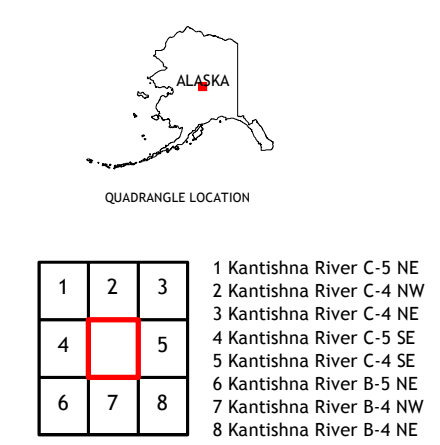 ALASKA
QUADRANGLE LOCATION
1 2 3
4 5
6 7 8
1 Kantishna River C-5 NE
2 Kantishna River C-4 NW
3 Kantishna River C-4 NE
4 Kantishna River C-5 SE
5 Kantishna River C-4 SE
6 Kantishna River B-5 NE
7 Kantishna River B-4 NW
8 Kantishna River B-4 NE